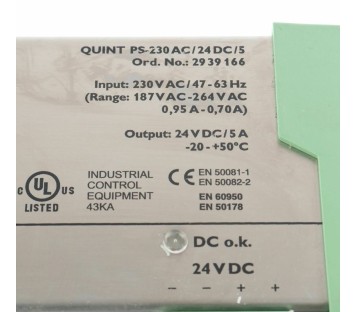 QUINT PS-230AC/24DC/5
Ord. No.: 2939166
Input: 230VAC/47-63Hz
(Range: 187VAC-264VAC
0,95A-0,70A)
Output: 24VDC/5A
-20-+50°C
C UL US
LISTED
INDUSTRIAL
CONTROL
EQUIPMENT
43KA
CE EN 50081-1
EN 50082-2
EN 60950
EN 50178
DC o.k.
24VDC
- - + +